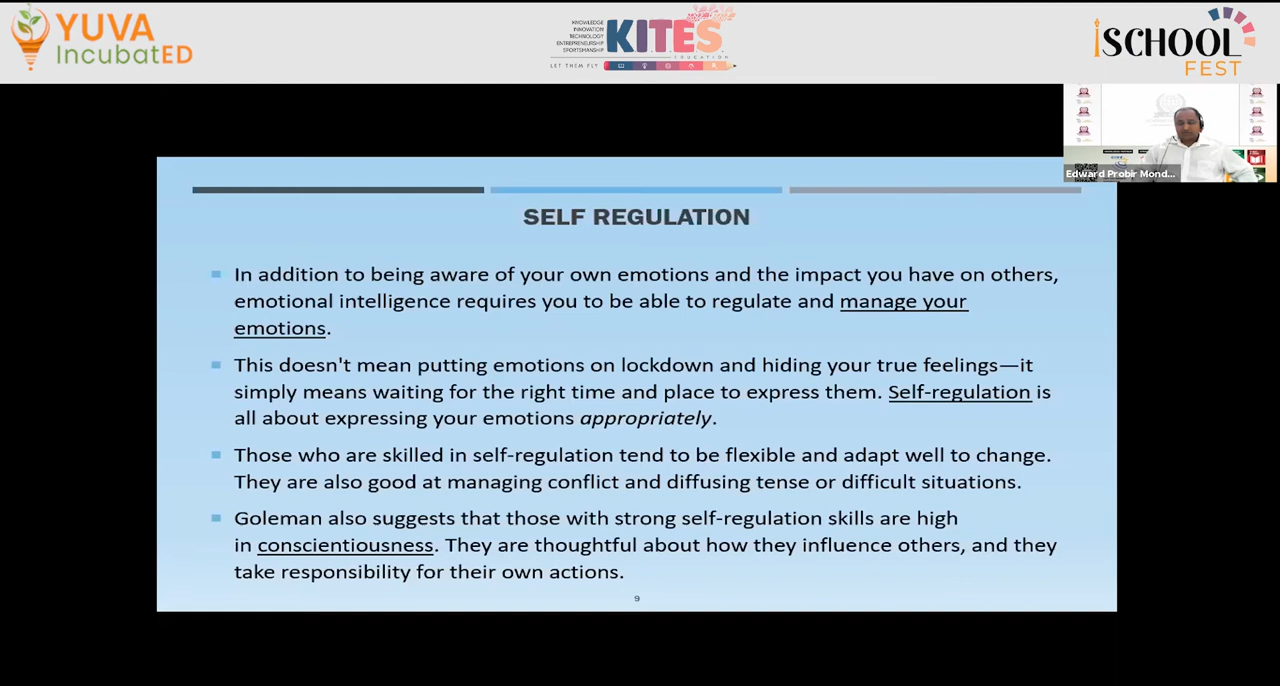 YUVA
IncubatED
KNOWLEDGE
INNOVATION
TECHNOLOGY
ENTREPRENEURSHIP
SPORTSMANSHIP
K.I.T.E.S
EDUCATION
LET THEM FLY
iSCHOOL
FEST
Edward Probir Mond...
SELF REGULATION
In addition to being aware of your own emotions and the impact you have on others,
emotional intelligence requires you to be able to regulate and manage your
emotions.
This doesn't mean putting emotions on lockdown and hiding your true feelings—it
simply means waiting for the right time and place to express them. Self-regulation is
all about expressing your emotions appropriately.
Those who are skilled in self-regulation tend to be flexible and adapt well to change.
They are also good at managing conflict and diffusing tense or difficult situations.
Goleman also suggests that those with strong self-regulation skills are high
in conscientiousness. They are thoughtful about how they influence others, and they
take responsibility for their own actions.
9